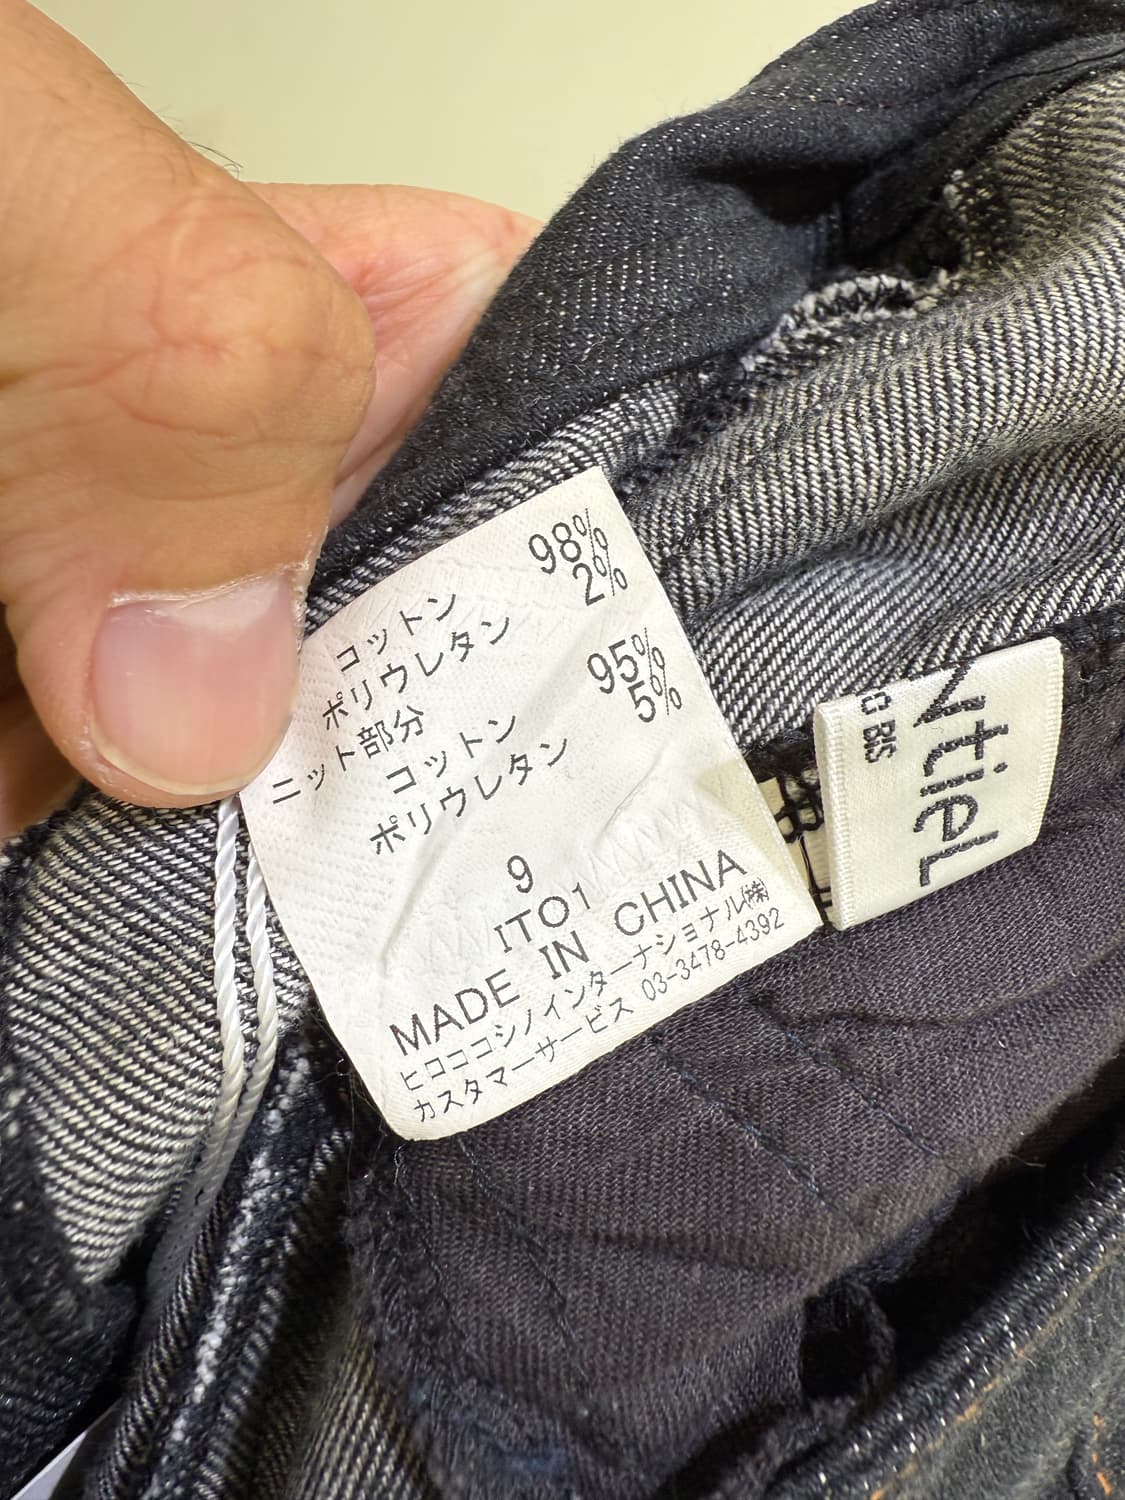 コットン 98%
ポリウレタン 2%
ニット部分
コットン 95%
ポリウレタン 5%
9
ITO1
MADE IN CHINA
ヒロココシノインターナショナル㈱
カスタマーサービス 03-3478-4392
ntieL
C BIS